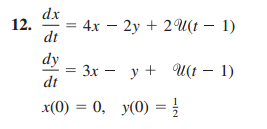 12. dx/dt = 4x − 2y + 2𝒰(t − 1)
dy/dt = 3x − y + 𝒰(t − 1)
x(0) = 0, y(0) = 1/2